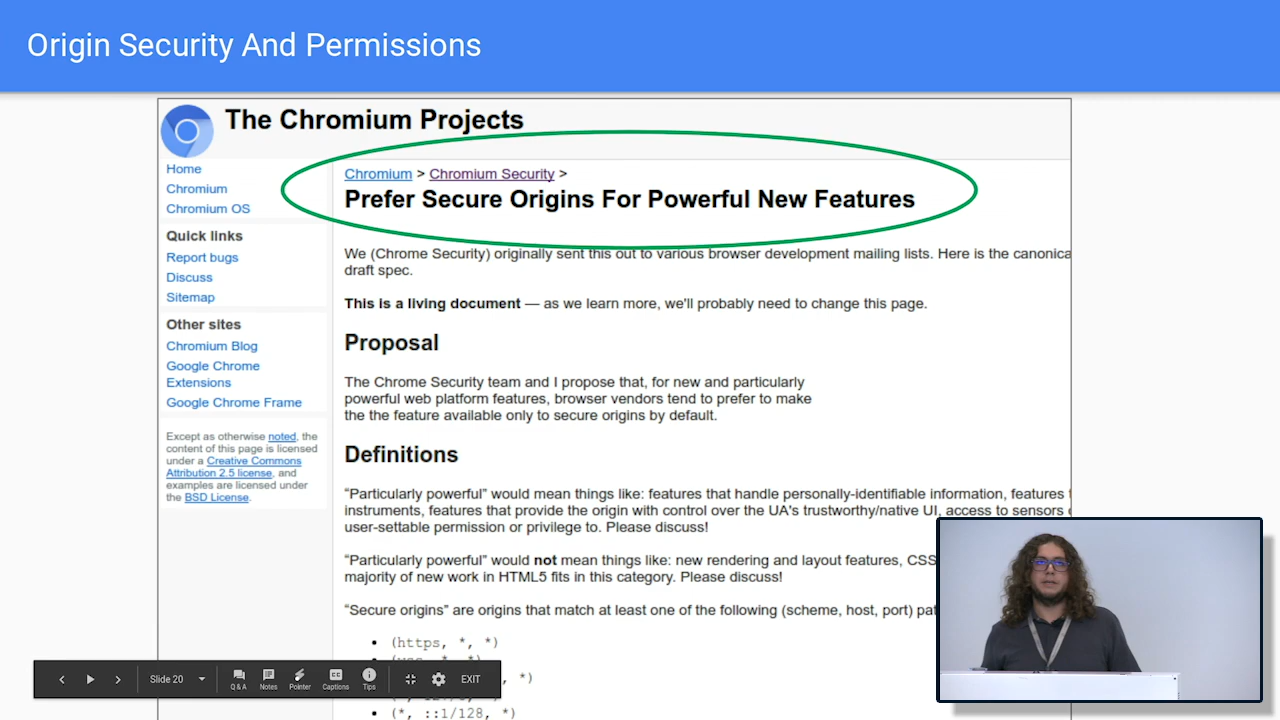 Origin Security And Permissions
The Chromium Projects
Home
Chromium
Chromium OS
Quick links
Report bugs
Discuss
Sitemap
Other sites
Chromium Blog
Google Chrome
Extensions
Google Chrome Frame
Except as otherwise noted, the
content of this page is licensed
under a Creative Commons
Attribution 2.5 license, and
examples are licensed under
the BSD License.
Chromium > Chromium Security >
Prefer Secure Origins For Powerful New Features
We (Chrome Security) originally sent this out to various browser development mailing lists. Here is the canonica
draft spec.
This is a living document — as we learn more, we'll probably need to change this page.
Proposal
The Chrome Security team and I propose that, for new and particularly
powerful web platform features, browser vendors tend to prefer to make
the the feature available only to secure origins by default.
Definitions
“Particularly powerful” would mean things like: features that handle personally-identifiable information, features
instruments, features that provide the origin with control over the UA's trustworthy/native UI, access to sensors
user-settable permission or privilege to. Please discuss!
“Particularly powerful” would not mean things like: new rendering and layout features, CSS
majority of new work in HTML5 fits in this category. Please discuss!
“Secure origins” are origins that match at least one of the following (scheme, host, port) pat
• (https, *, *)
, *)
• (*, ::1/128, *)
Slide 20
Q & A
Notes
Pointer
Captions
Tips
EXIT